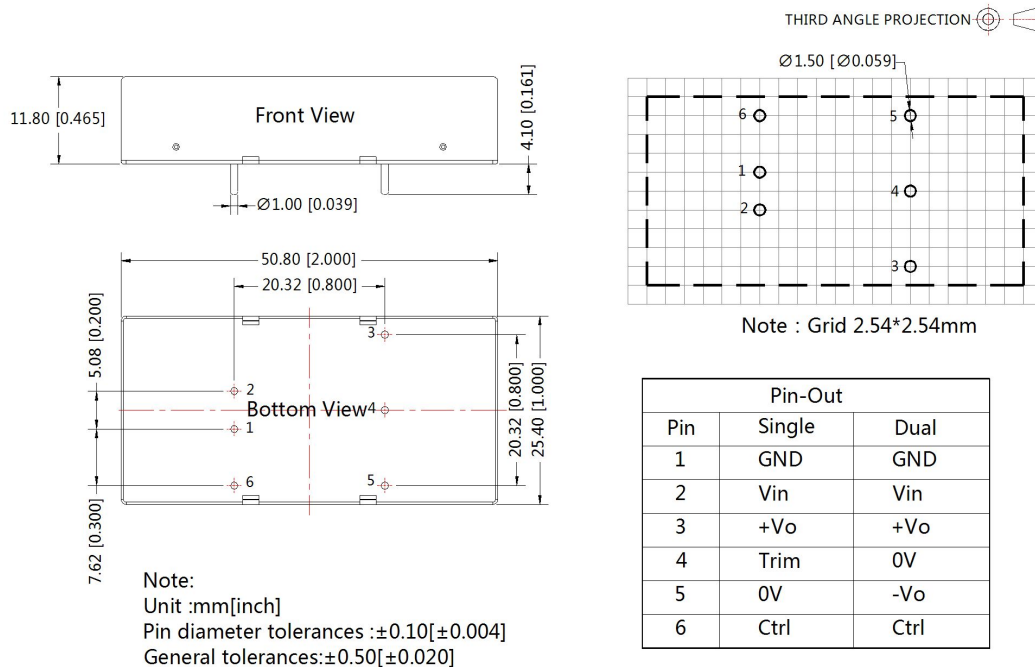 THIRD ANGLE PROJECTION
Ø1.50 [Ø0.059]
11.80 [0.465]
Front View
4.10 [0.161]
Ø1.00 [0.039]
6
5
1
4
2
3
Note : Grid 2.54*2.54mm
50.80 [2.000]
20.32 [0.800]
5.08 [0.200]
7.62 [0.300]
3
2
Bottom View
4
1
6
5
20.32 [0.800]
25.40 [1.000]
Pin-Out
Pin Single Dual
1 GND GND
2 Vin Vin
3 +Vo +Vo
4 Trim 0V
5 0V -Vo
6 Ctrl Ctrl
Note:
Unit :mm[inch]
Pin diameter tolerances :±0.10[±0.004]
General tolerances:±0.50[±0.020]